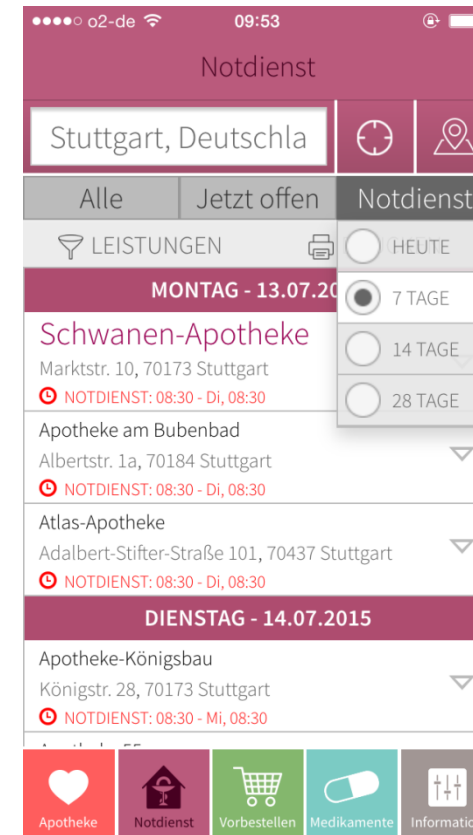 o2-de 09:53
Notdienst
Stuttgart, Deutschla
Alle Jetzt offen Notdienst
LEISTUNGEN
HEUTE
7 TAGE
14 TAGE
28 TAGE
MONTAG - 13.07.20
Schwanen-Apotheke
Marktstr. 10, 70173 Stuttgart
NOTDIENST: 08:30 - Di, 08:30
Apotheke am Bubenbad
Albertstr. 1a, 70184 Stuttgart
NOTDIENST: 08:30 - Di, 08:30
Atlas-Apotheke
Adalbert-Stifter-Straße 101, 70437 Stuttgart
NOTDIENST: 08:30 - Di, 08:30
DIENSTAG - 14.07.2015
Apotheke-Königsbau
Königstr. 28, 70173 Stuttgart
NOTDIENST: 08:30 - Mi, 08:30
Apotheke Notdienst Vorbestellen Medikamente Informatio